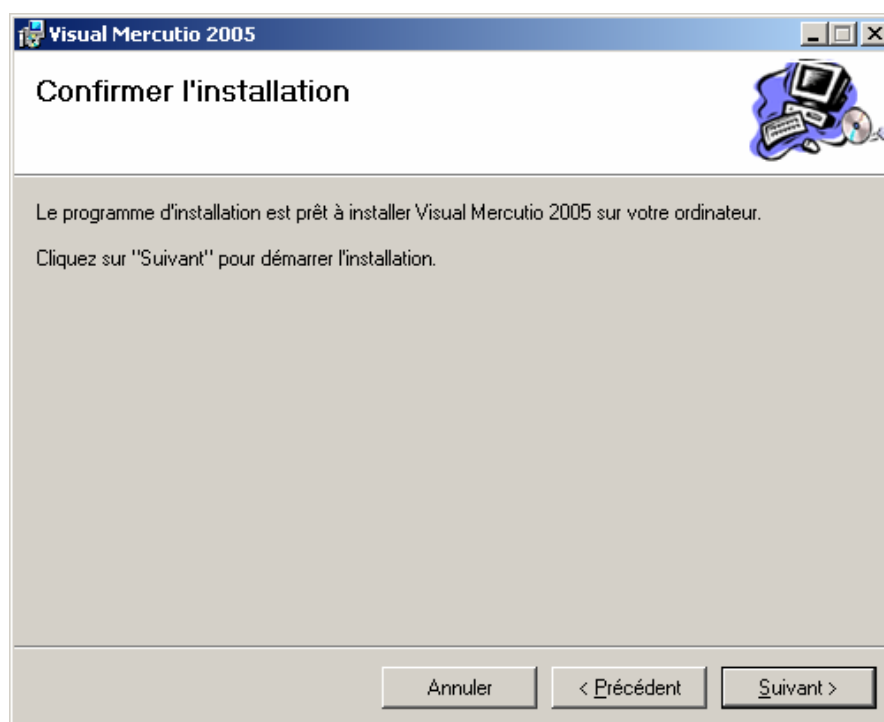 Visual Mercutio 2005
Confirmer l'installation
Le programme d'installation est prêt à installer Visual Mercutio 2005 sur votre ordinateur.
Cliquez sur "Suivant" pour démarrer l'installation.
Annuler
< Précédent
Suivant >